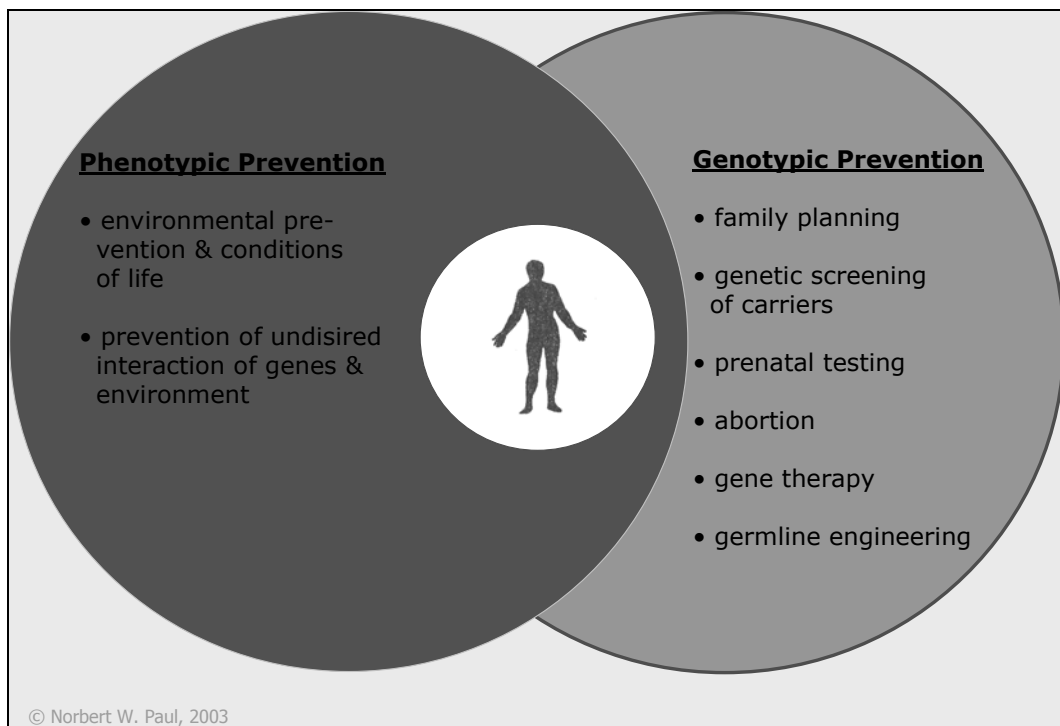 Phenotypic Prevention
• environmental pre-
vention & conditions
of life
• prevention of undisired
interaction of genes &
environment
Genotypic Prevention
• family planning
• genetic screening
of carriers
• prenatal testing
• abortion
• gene therapy
• germline engineering
© Norbert W. Paul, 2003